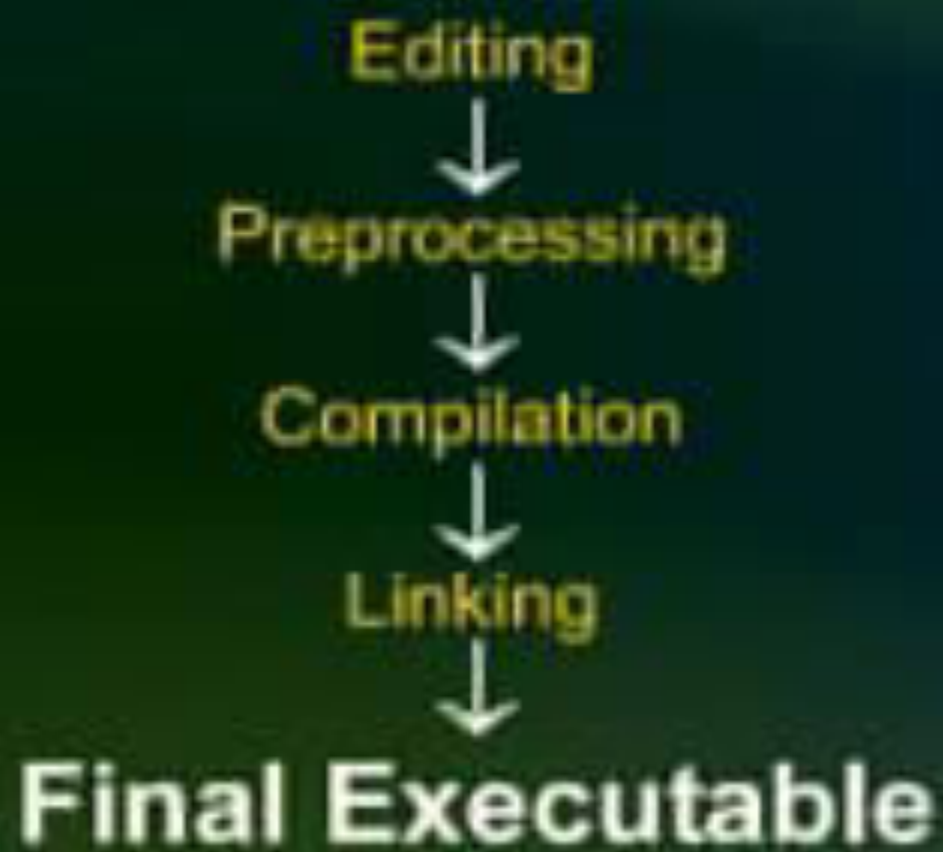 Editing
Preprocessing
Compilation
Linking
Final Executable